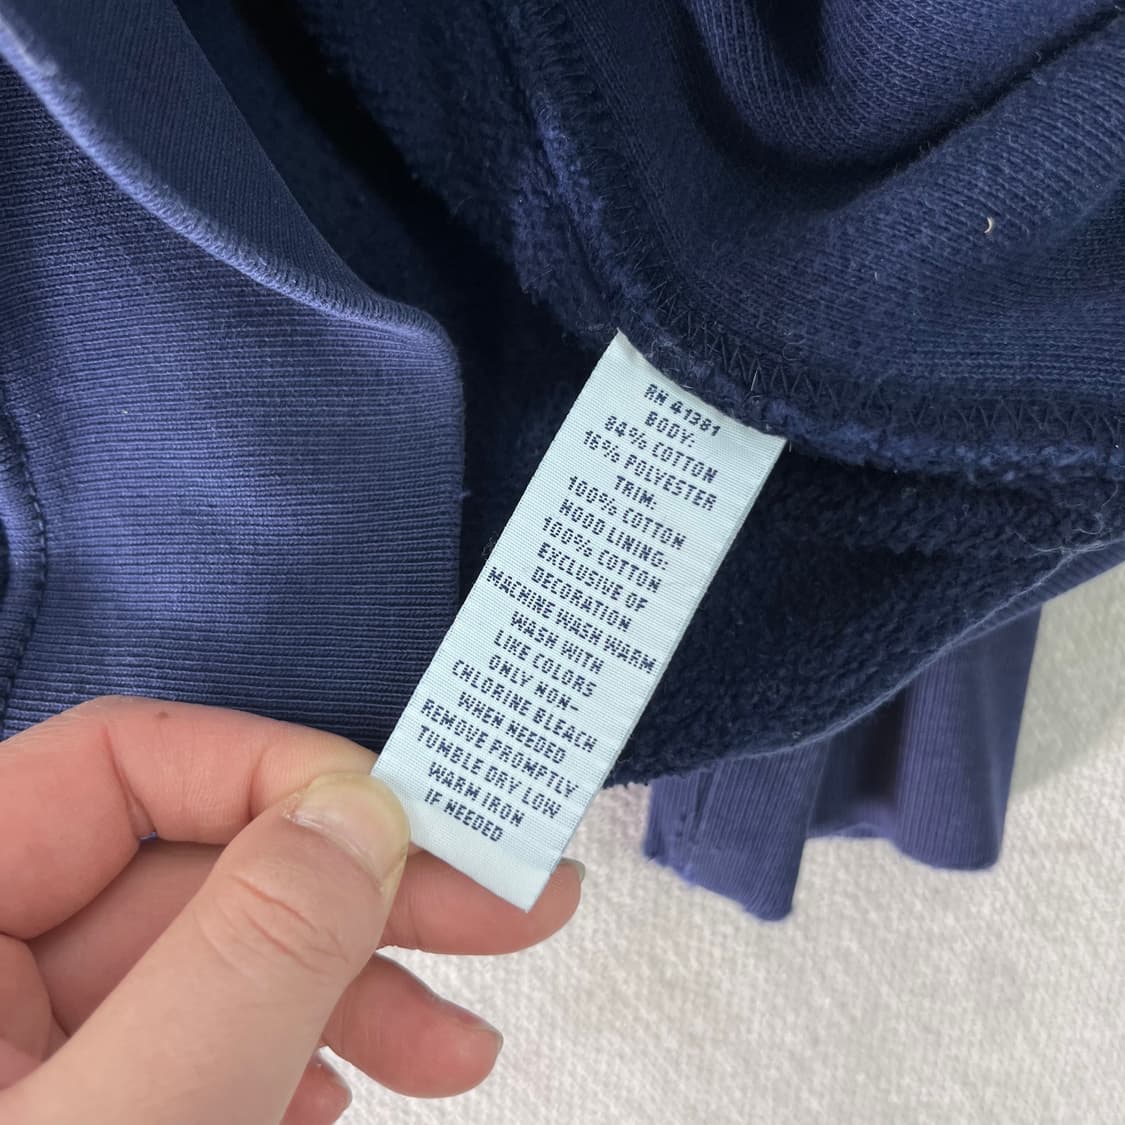 RN 41381
BODY:
84% COTTON
16% POLYESTER
TRIM:
100% COTTON
HOOD LINING:
100% COTTON
EXCLUSIVE OF
DECORATION
MACHINE WASH WARM
WASH WITH
LIKE COLORS
ONLY NON-
CHLORINE BLEACH
WHEN NEEDED
REMOVE PROMPTLY
TUMBLE DRY LOW
WARM IRON
IF NEEDED